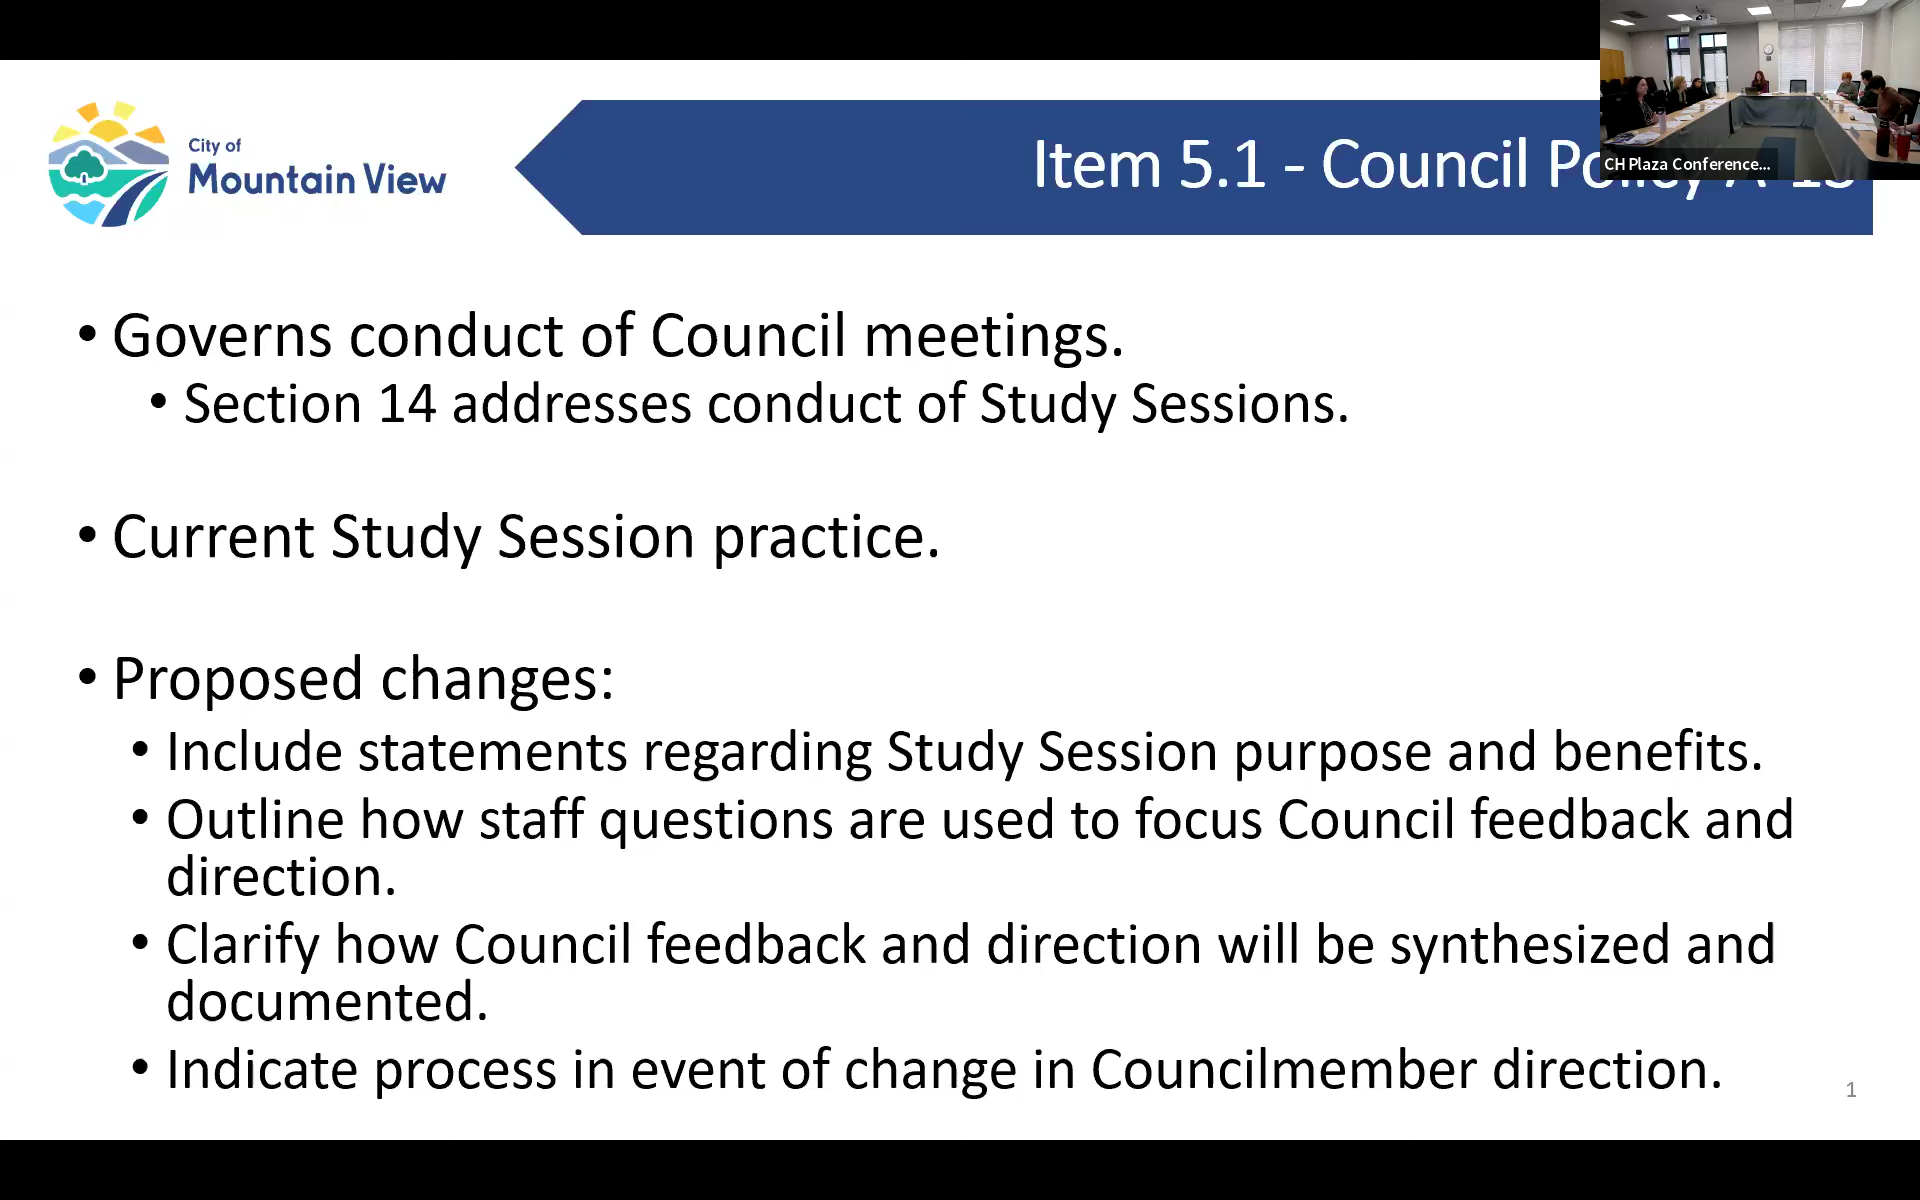 City of
Mountain View
Item 5.1 - Council Policy A-13
CH Plaza Conference...
• Governs conduct of Council meetings.
• Section 14 addresses conduct of Study Sessions.
• Current Study Session practice.
• Proposed changes:
• Include statements regarding Study Session purpose and benefits.
• Outline how staff questions are used to focus Council feedback and
direction.
• Clarify how Council feedback and direction will be synthesized and
documented.
• Indicate process in event of change in Councilmember direction.
1